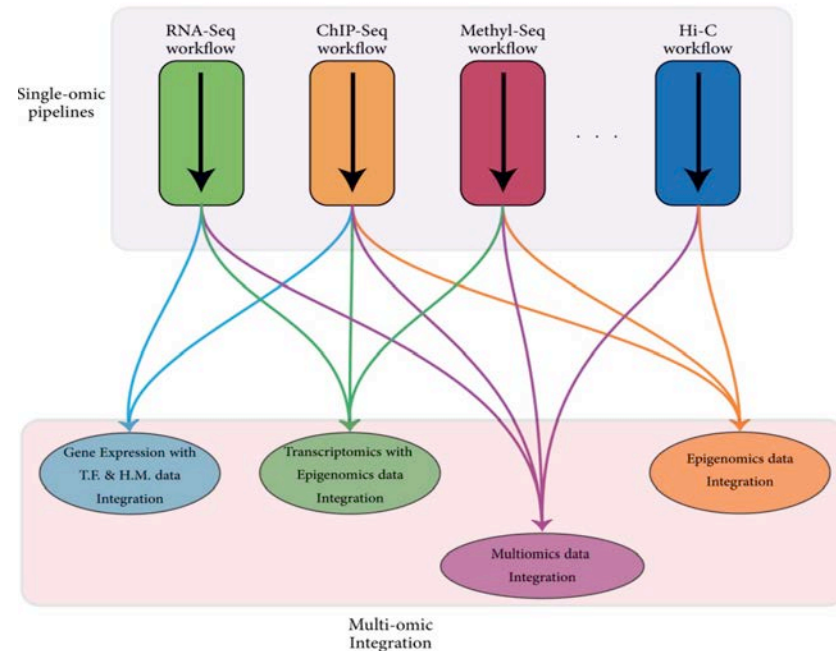 RNA-Seq
workflow
ChIP-Seq
workflow
Methyl-Seq
workflow
Hi-C
workflow
Single-omic
pipelines
. . .
Gene Expression with
T.F. & H.M. data
Integration
Transcriptomics with
Epigenomics data
Integration
Epigenomics data
Integration
Multiomics data
Integration
Multi-omic
Integration